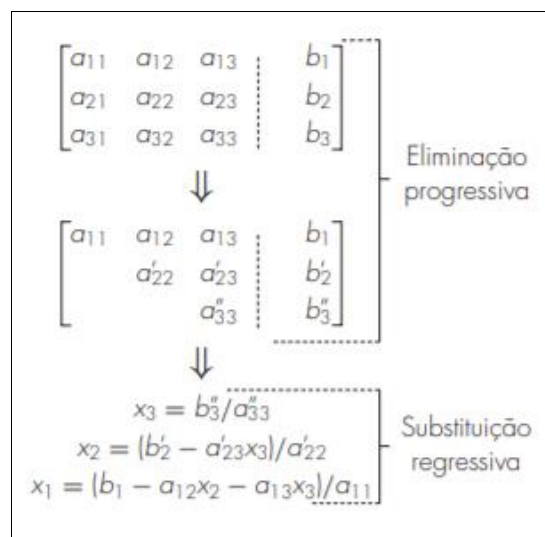 a11 a12 a13 b1
a21 a22 a23 b2
a31 a32 a33 b3
Eliminação
progressiva
⇓
a11 a12 a13 b1
a′22 a′23 b′2
a″33 b″3
⇓
x3 = b″3/a″33
x2 = (b′2 − a′23x3)/a′22
x1 = (b1 − a12x2 − a13x3)/a11
Substituição
regressiva